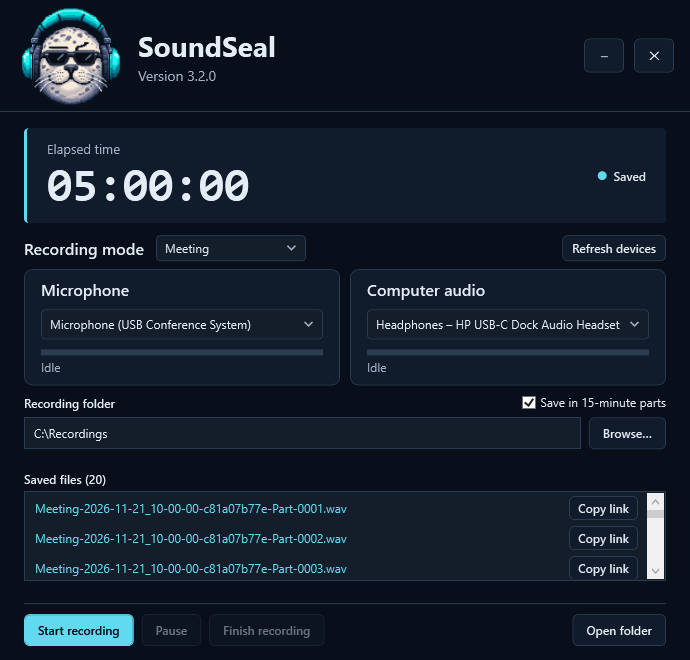 SoundSeal
Version 3.2.0
Elapsed time
05:00:00
Saved
Recording mode
Meeting
Refresh devices
Microphone
Microphone (USB Conference System)
Idle
Computer audio
Headphones – HP USB-C Dock Audio Headset
Idle
Recording folder
Save in 15-minute parts
C:\Recordings
Browse...
Saved files (20)
Meeting-2026-11-21_10-00-00-c81a07b77e-Part-0001.wav
Copy link
Meeting-2026-11-21_10-00-00-c81a07b77e-Part-0002.wav
Copy link
Meeting-2026-11-21_10-00-00-c81a07b77e-Part-0003.wav
Copy link
Start recording
Pause
Finish recording
Open folder